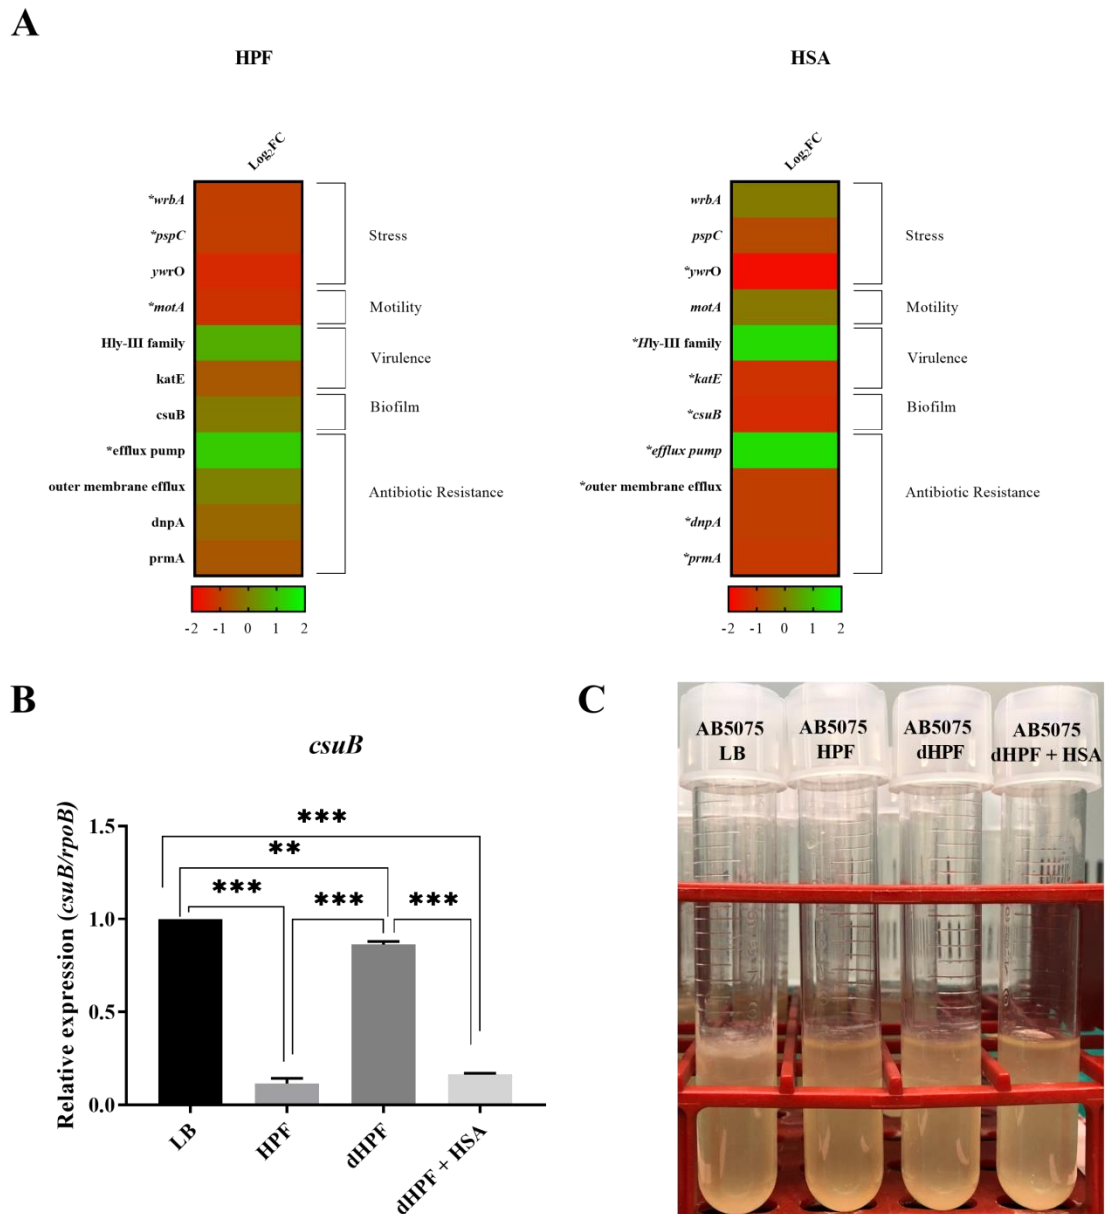 A
HPF
Log2FC
*wrbA
*pspC
ywrO
*motA
Hly-III family
katE
csuB
*efflux pump
outer membrane efflux
dnpA
prmA
Stress
Motility
Virulence
Biofilm
Antibiotic Resistance
-2 -1 0 1 2
HSA
Log2FC
wrbA
pspC
*ywrO
motA
*Hly-III family
*katE
*csuB
*efflux pump
*outer membrane efflux
*dnpA
*prmA
Stress
Motility
Virulence
Biofilm
Antibiotic Resistance
-2 -1 0 1 2
B
csuB
Relative expression (csuB/rpoB)
1.5
1.0
0.5
0.0
***
**
***
***
***
LB
HPF
dHPF
dHPF + HSA
C
AB5075
LB
AB5075
HPF
AB5075
dHPF
AB5075
dHPF + HSA